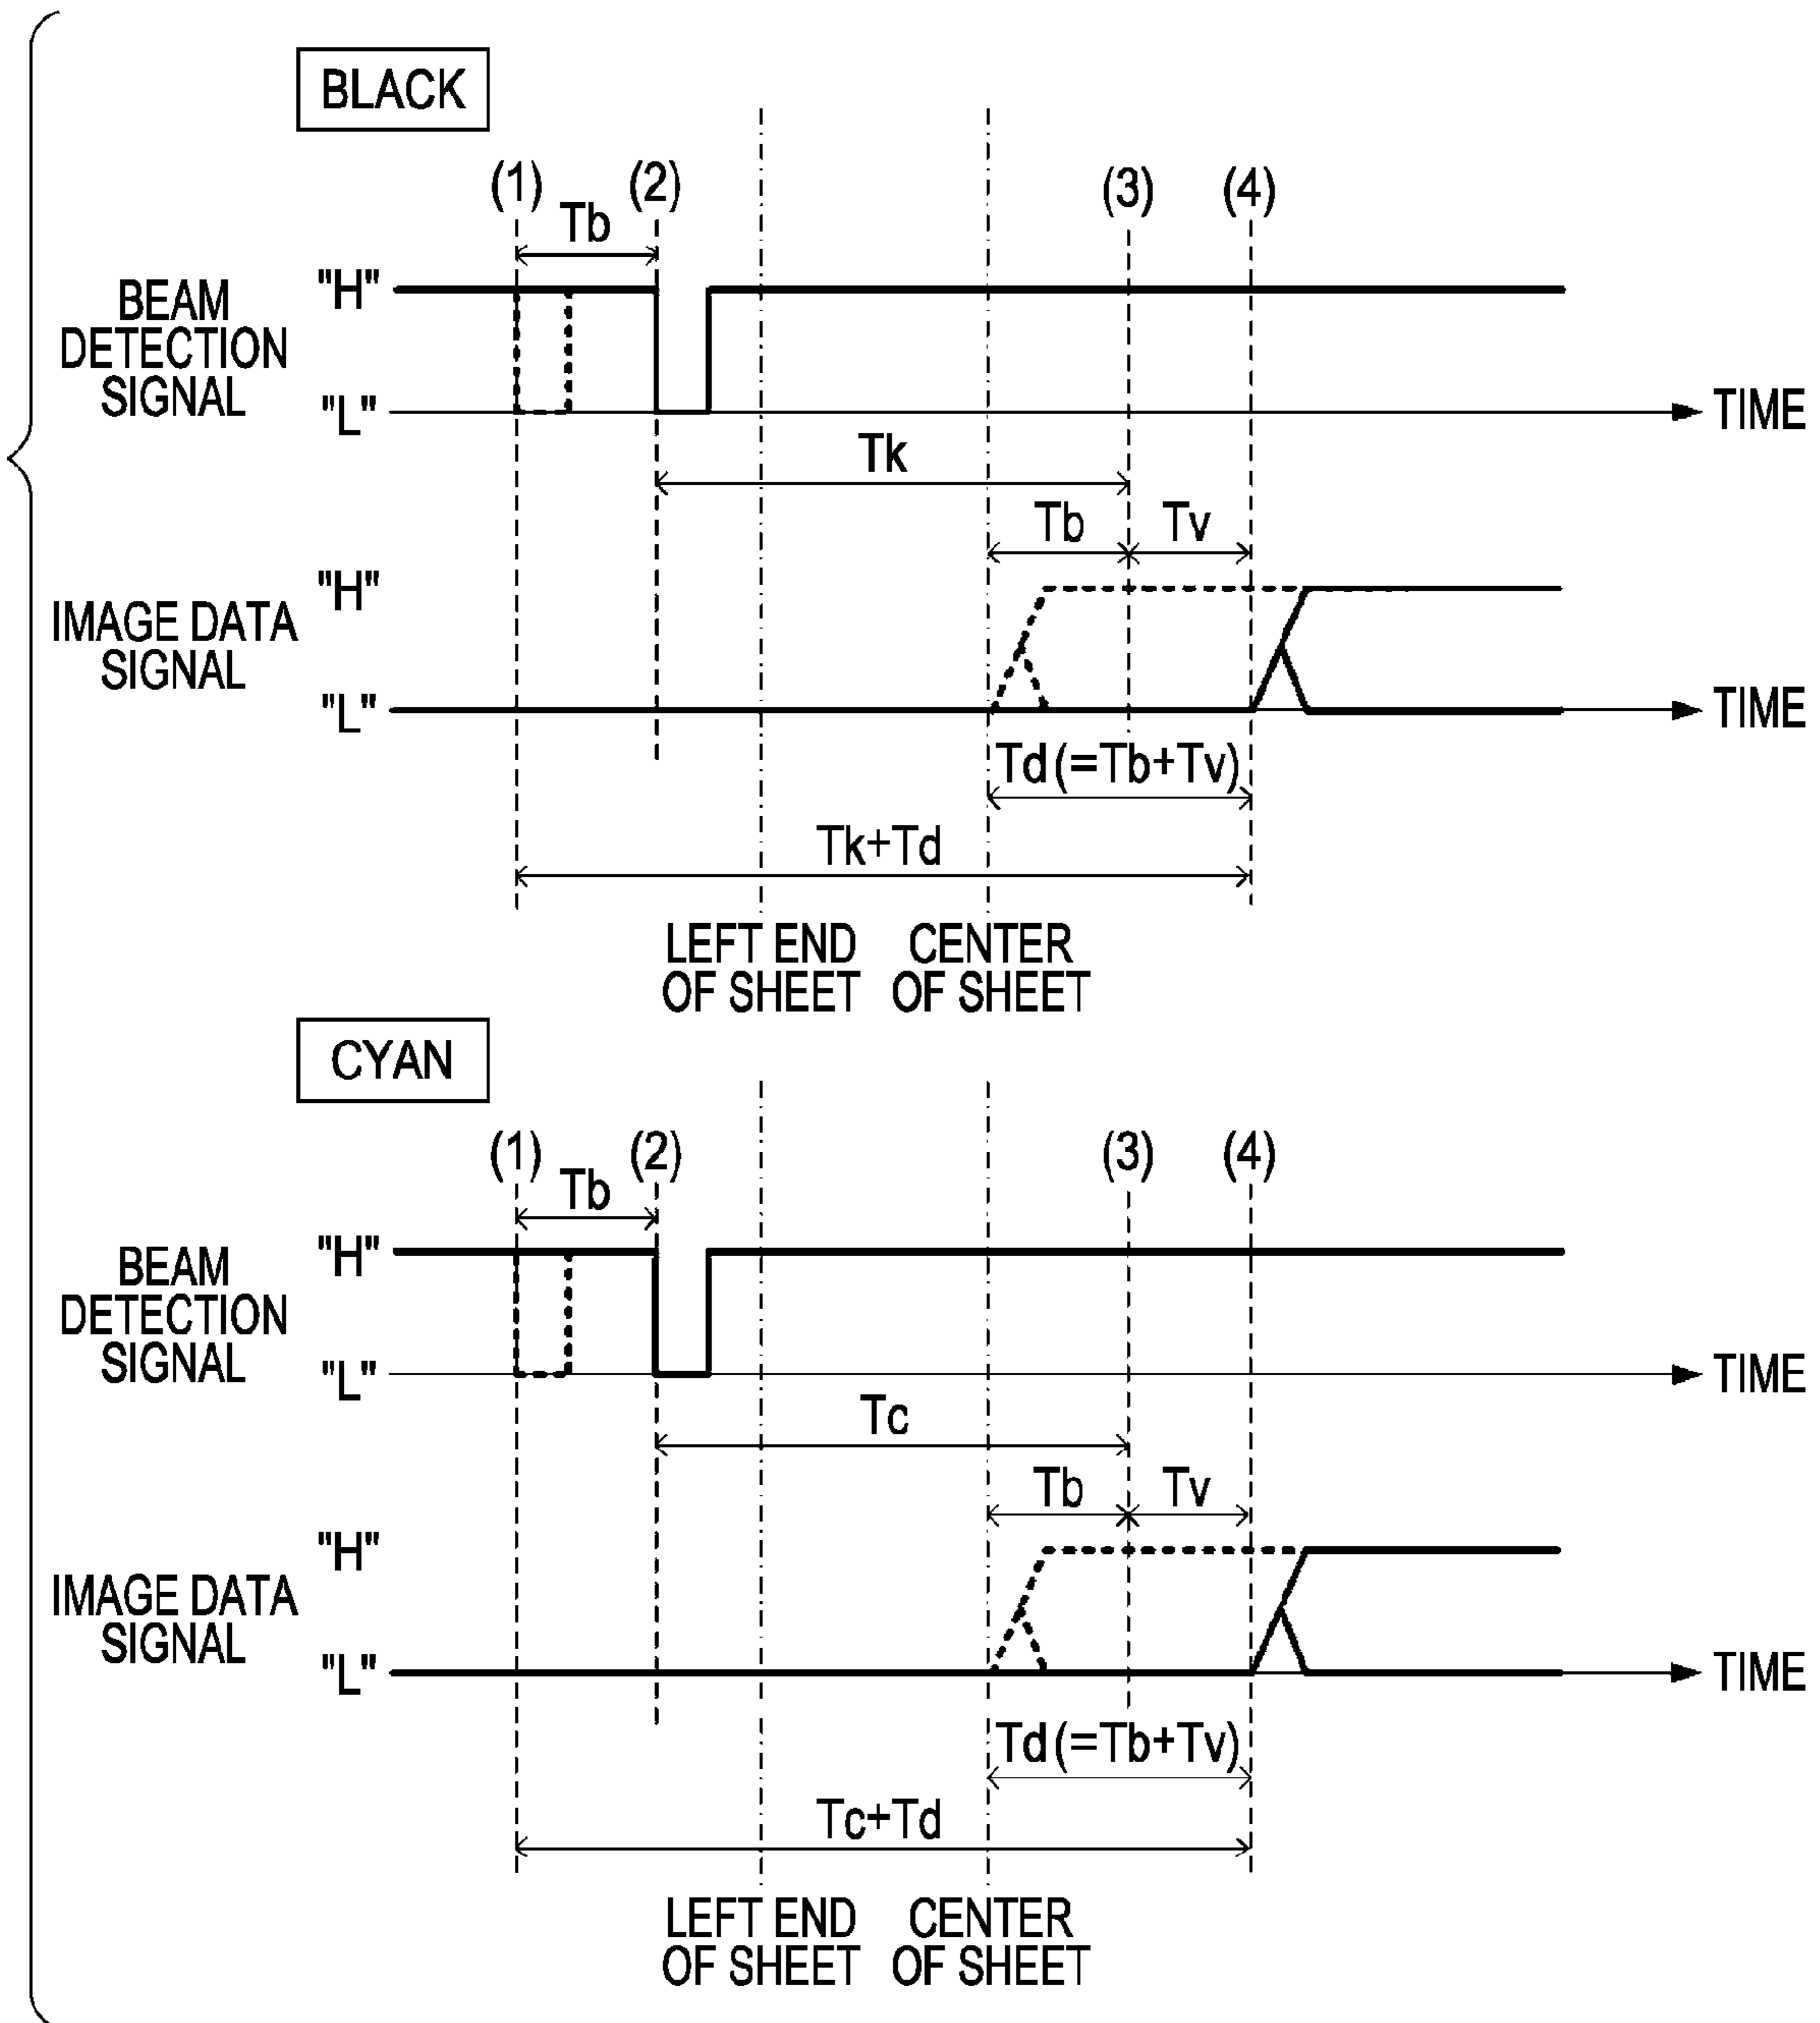 BLACK
(1) (2) (3) (4)
Tb
BEAM
DETECTION
SIGNAL
"H"
"L"
TIME
Tk
Tb Tv
IMAGE DATA
SIGNAL
"H"
"L"
TIME
Td(=Tb+Tv)
Tk+Td
LEFT END
OF SHEET
CENTER
OF SHEET
CYAN
(1) (2) (3) (4)
Tb
BEAM
DETECTION
SIGNAL
"H"
"L"
TIME
Tc
Tb Tv
IMAGE DATA
SIGNAL
"H"
"L"
TIME
Td(=Tb+Tv)
Tc+Td
LEFT END
OF SHEET
CENTER
OF SHEET